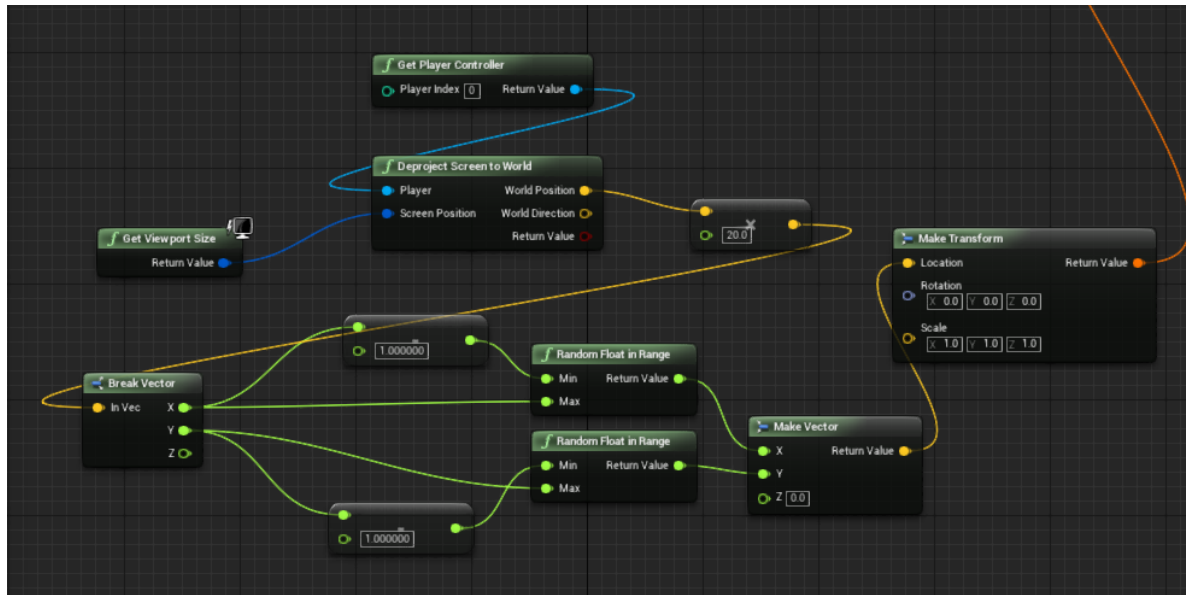 Get Player Controller
Player Index 0 Return Value
Deproject Screen to World
Player World Position
Screen Position World Direction
Return Value
Get Viewport Size
Return Value
×
20.0
Make Transform
Location Return Value
Rotation
X 0.0 Y 0.0 Z 0.0
Scale
X 1.0 Y 1.0 Z 1.0
-
1.000000
Random Float in Range
Min Return Value
Max
Break Vector
In Vec X
Y
Z
Random Float in Range
Min Return Value
Max
Make Vector
X Return Value
Y
Z 0.0
-
1.000000